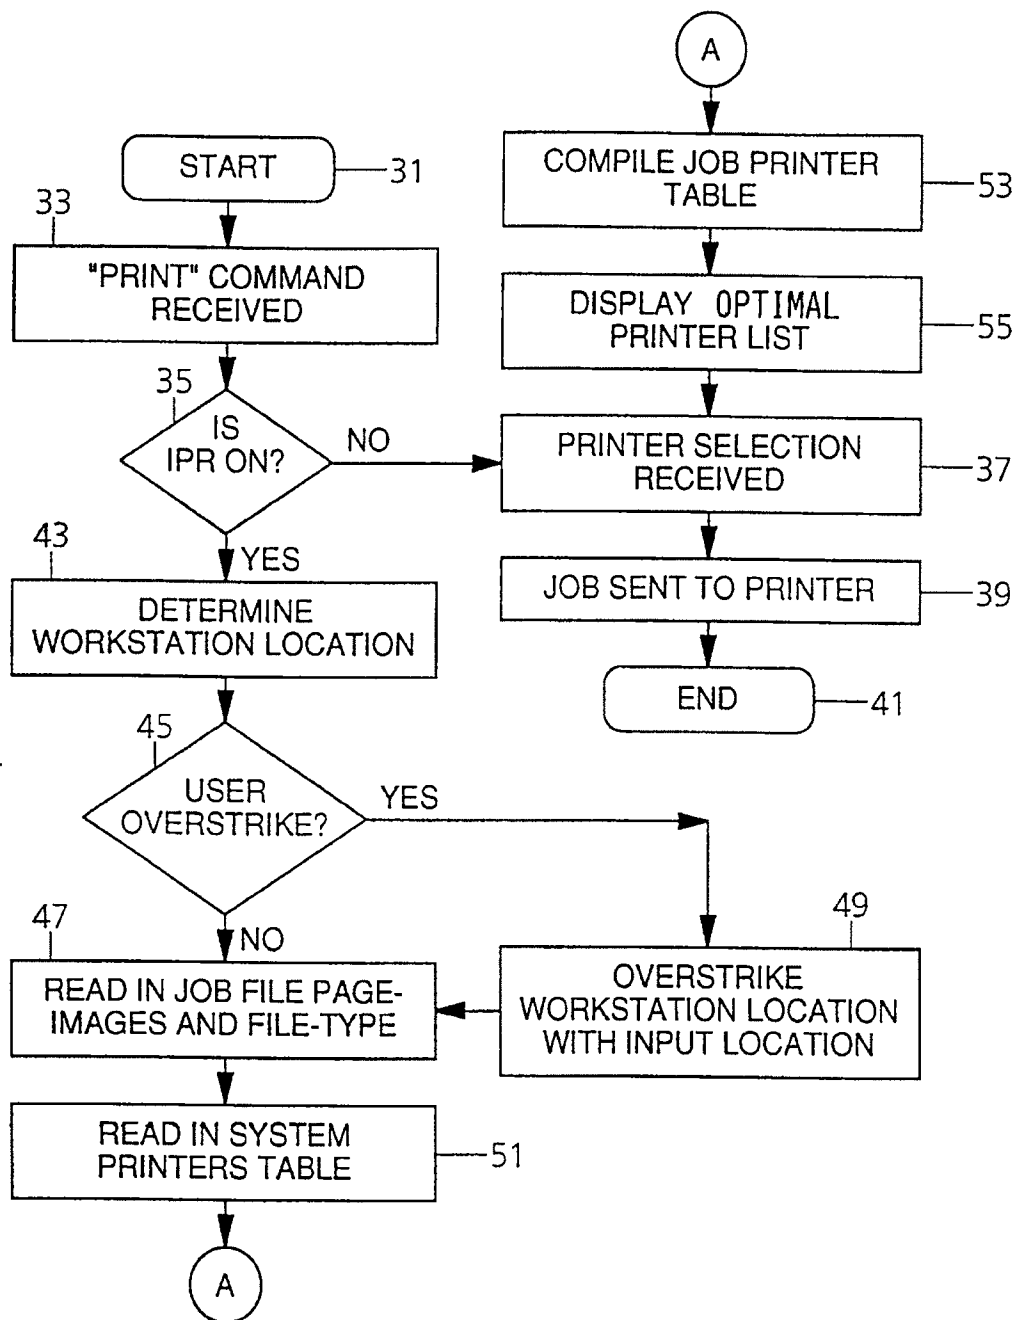 START
31
33
"PRINT" COMMAND
RECEIVED
35
IS
IPR ON?
NO
YES
43
DETERMINE
WORKSTATION LOCATION
45
USER
OVERSTRIKE?
YES
NO
47
READ IN JOB FILE PAGE-
IMAGES AND FILE-TYPE
49
OVERSTRIKE
WORKSTATION LOCATION
WITH INPUT LOCATION
READ IN SYSTEM
PRINTERS TABLE
51
A
A
COMPILE JOB PRINTER
TABLE
53
DISPLAY OPTIMAL
PRINTER LIST
55
PRINTER SELECTION
RECEIVED
37
JOB SENT TO PRINTER
39
END
41